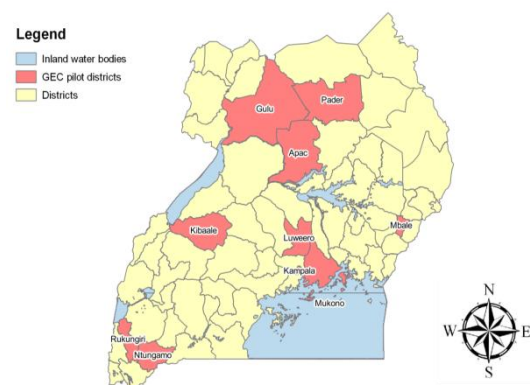 Legend
Inland water bodies
GEC pilot districts
Districts
Gulu
Pader
Apac
Kibaale
Luweero
Mbale
Kampala
Mukono
Rukungiri
Ntungamo
N
W
E
S